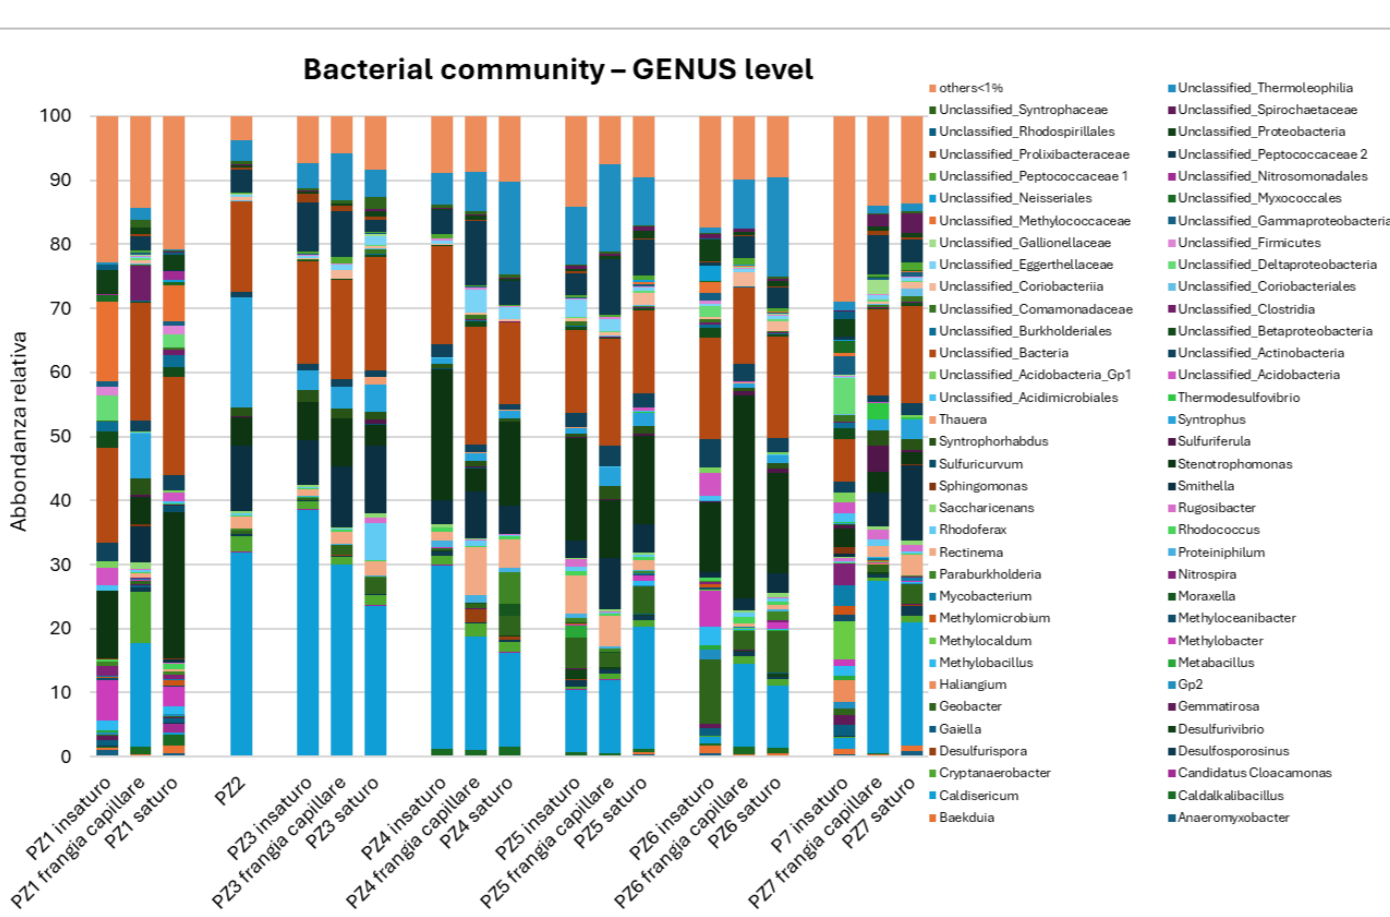 Bacterial community – GENUS level
Abbondanza relativa
100
90
80
70
60
50
40
30
20
10
0
PZ1 insaturo
PZ1 frangia capillare
PZ1 saturo
PZ2
PZ3 insaturo
PZ3 frangia capillare
PZ3 saturo
PZ4 insaturo
PZ4 frangia capillare
PZ4 saturo
PZ5 insaturo
PZ5 frangia capillare
PZ5 saturo
PZ6 insaturo
PZ6 frangia capillare
PZ6 saturo
P7 insaturo
PZ7 frangia capillare
PZ7 saturo
others<1%
Unclassified_Thermoleophilia
Unclassified_Syntrophaceae
Unclassified_Spirochaetaceae
Unclassified_Rhodospirillales
Unclassified_Proteobacteria
Unclassified_Prolixibacteraceae
Unclassified_Peptococcaceae 2
Unclassified_Peptococcaceae 1
Unclassified_Nitrosomonadales
Unclassified_Neisseriales
Unclassified_Myxococcales
Unclassified_Methylococcaceae
Unclassified_Gammaproteobacteria
Unclassified_Gallionellaceae
Unclassified_Firmicutes
Unclassified_Eggerthellaceae
Unclassified_Deltaproteobacteria
Unclassified_Coriobacteriia
Unclassified_Coriobacteriales
Unclassified_Comamonadaceae
Unclassified_Clostridia
Unclassified_Burkholderiales
Unclassified_Betaproteobacteria
Unclassified_Bacteria
Unclassified_Actinobacteria
Unclassified_Acidobacteria_Gp1
Unclassified_Acidobacteria
Unclassified_Acidimicrobiales
Thermodesulfovibrio
Thauera
Syntrophus
Syntrophorhabdus
Sulfuriferula
Sulfuricurvum
Stenotrophomonas
Sphingomonas
Smithella
Saccharicenans
Rugosibacter
Rhodoferax
Rhodococcus
Rectinema
Proteiniphilum
Paraburkholderia
Nitrospira
Mycobacterium
Moraxella
Methylomicrobium
Methyloceanibacter
Methylocaldum
Methylobacter
Methylobacillus
Metabacillus
Haliangium
Gp2
Geobacter
Gemmatirosa
Gaiella
Desulfurivibrio
Desulfurispora
Desulfosporosinus
Cryptanaerobacter
Candidatus Cloacamonas
Caldisericum
Caldalkalibacillus
Baekduia
Anaeromyxobacter